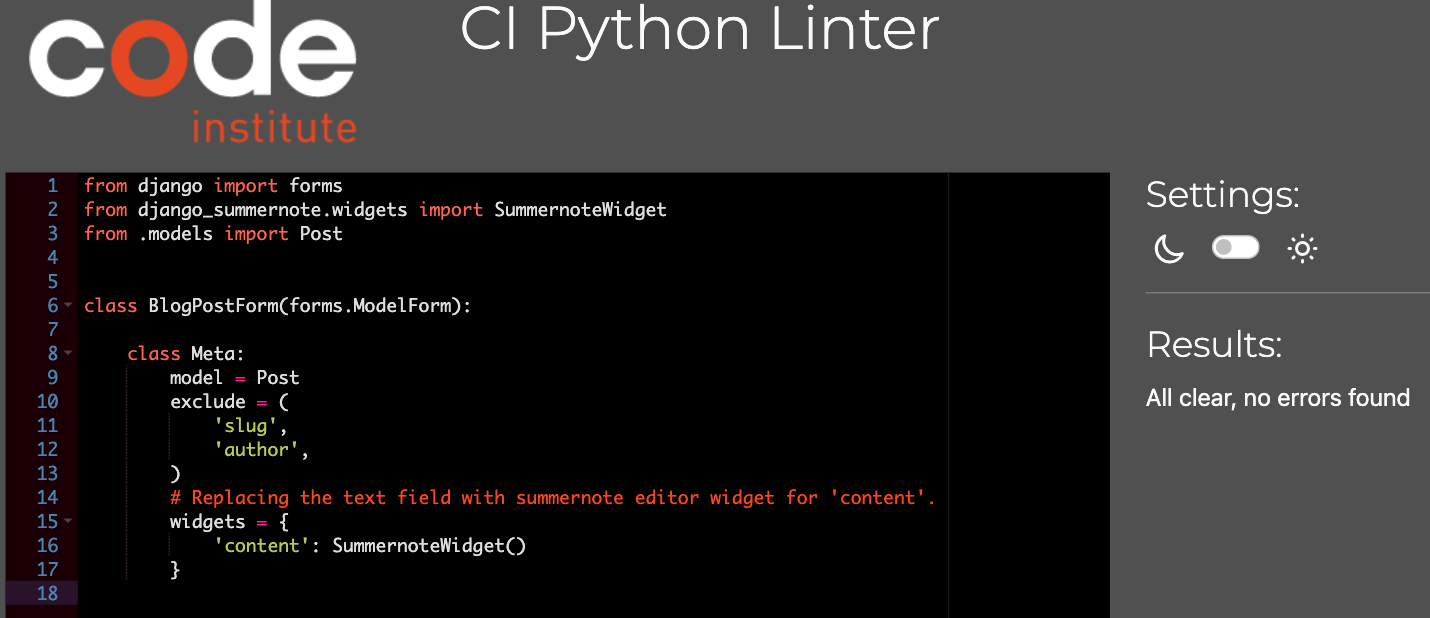 code
institute
CI Python Linter
1 from django import forms
2 from django_summernote.widgets import SummernoteWidget
3 from .models import Post
4
5
6 class BlogPostForm(forms.ModelForm):
7
8     class Meta:
9         model = Post
10         exclude = (
11             'slug',
12             'author',
13         )
14         # Replacing the text field with summernote editor widget for 'content'.
15         widgets = {
16             'content': SummernoteWidget()
17         }
18
Settings:
Results:
All clear, no errors found